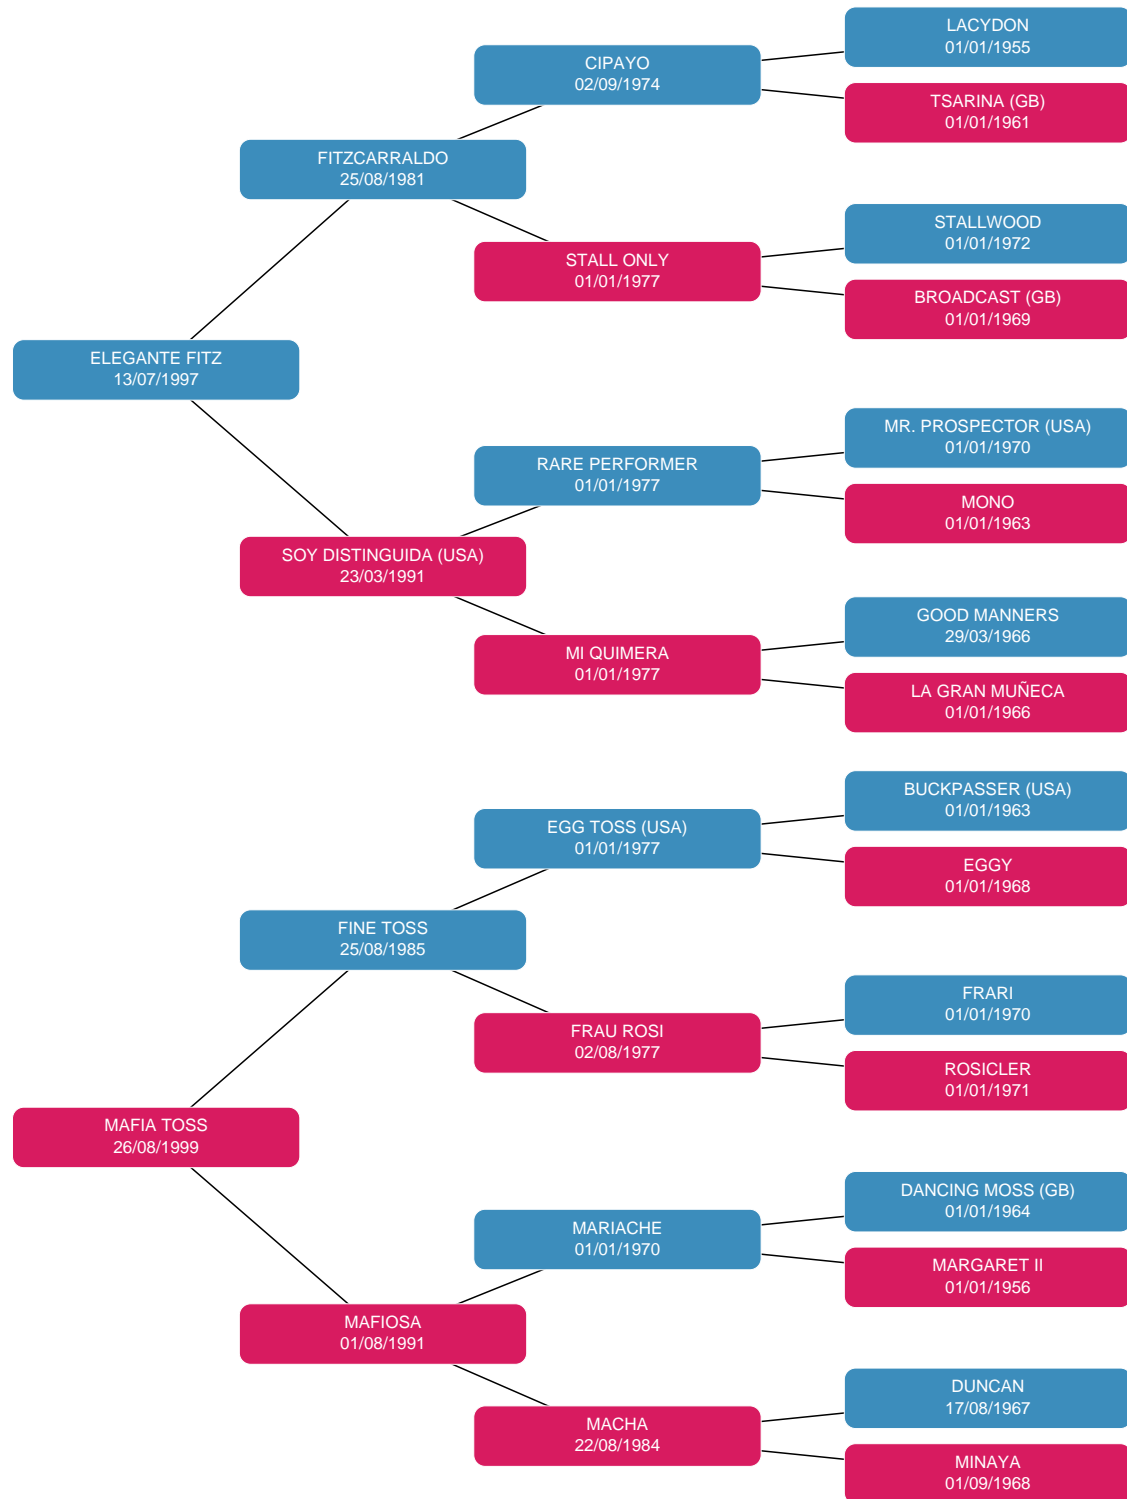 LACYDON
01/01/1955
CIPAYO
02/09/1974
TSARINA (GB)
01/01/1961
FITZCARRALDO
25/08/1981
STALLWOOD
01/01/1972
STALL ONLY
01/01/1977
BROADCAST (GB)
01/01/1969
ELEGANTE FITZ
13/07/1997
MR. PROSPECTOR (USA)
01/01/1970
RARE PERFORMER
01/01/1977
MONO
01/01/1963
SOY DISTINGUIDA (USA)
23/03/1991
GOOD MANNERS
29/03/1966
MI QUIMERA
01/01/1977
LA GRAN MUÑECA
01/01/1966
BUCKPASSER (USA)
01/01/1963
EGG TOSS (USA)
01/01/1977
EGGY
01/01/1968
FINE TOSS
25/08/1985
FRARI
01/01/1970
FRAU ROSI
02/08/1977
ROSICLER
01/01/1971
MAFIA TOSS
26/08/1999
DANCING MOSS (GB)
01/01/1964
MARIACHE
01/01/1970
MARGARET II
01/01/1956
MAFIOSA
01/08/1991
DUNCAN
17/08/1967
MACHA
22/08/1984
MINAYA
01/09/1968